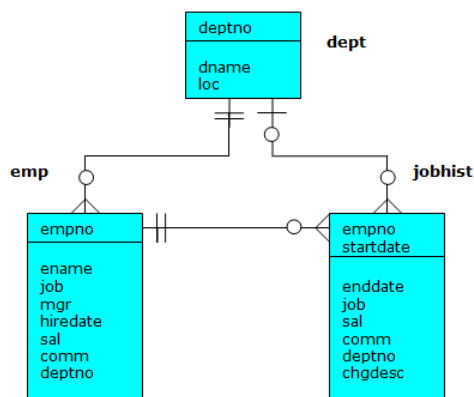 deptno
dept
dname
loc
emp
jobhist
empno
ename
job
mgr
hiredate
sal
comm
deptno
empno
startdate
enddate
job
sal
comm
deptno
chgdesc